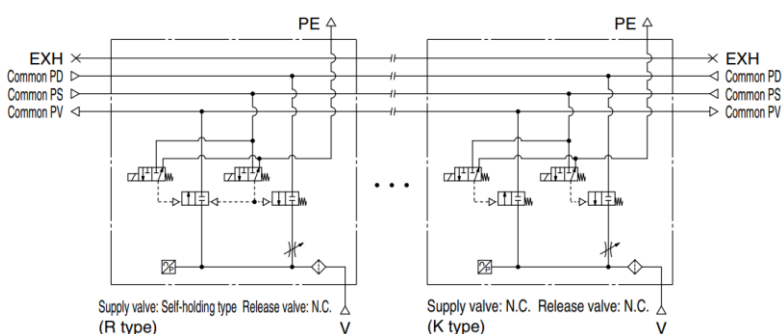 PE
PE
EXH
EXH
Common PD
Common PD
Common PS
Common PS
Common PV
Common PV
Supply valve: Self-holding type Release valve: N.C.
(R type)
V
Supply valve: N.C. Release valve: N.C.
(K type)
V